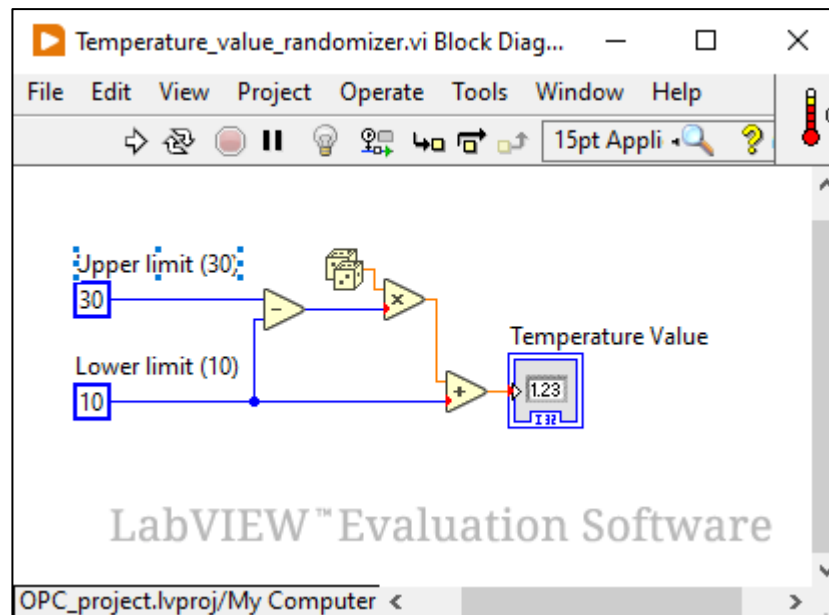 Temperature_value_randomizer.vi Block Diag...
File Edit View Project Operate Tools Window Help
15pt Appli
Upper limit (30)
30
-
x
Temperature Value
Lower limit (10)
10
+
1.23
I32
LabVIEW™ Evaluation Software
OPC_project.lvproj/My Computer